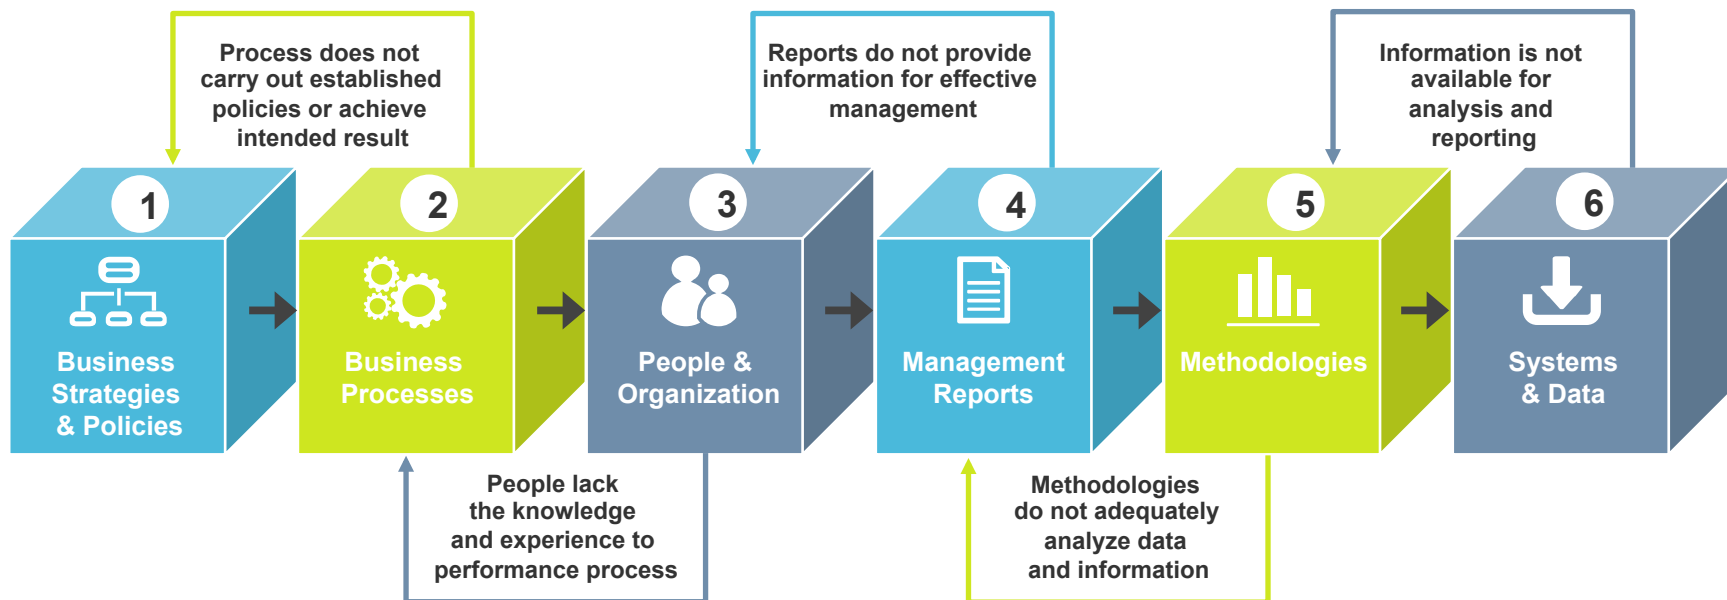 Process does not
carry out established
policies or achieve
intended result
Reports do not provide
information for effective
management
Information is not
available for
analysis and
reporting
1
2
3
4
5
6
Business
Strategies
& Policies
Business
Processes
People &
Organization
Management
Reports
Methodologies
Systems
& Data
People lack
the knowledge
and experience to
performance process
Methodologies
do not adequately
analyze data
and information